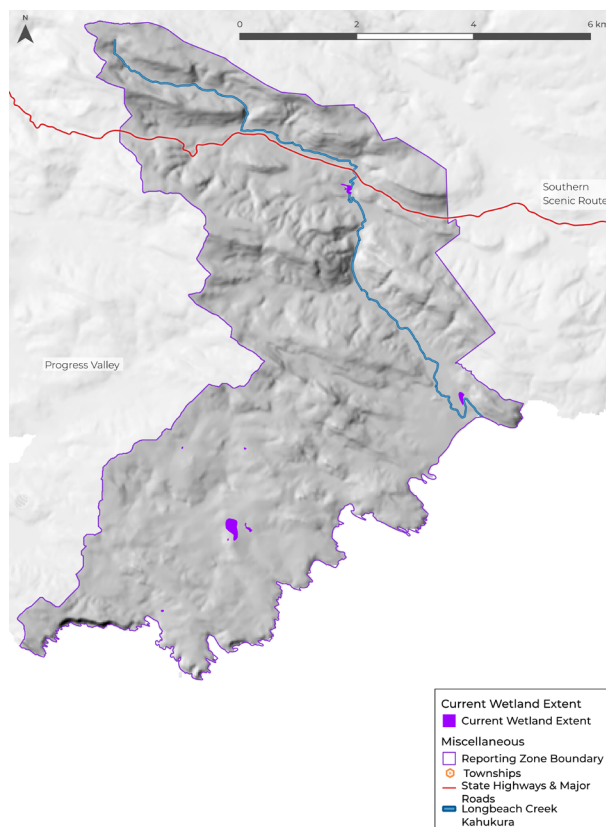 N
0 2 4 6 km
Southern
Scenic Route
Progress Valley
Current Wetland Extent
Current Wetland Extent
Miscellaneous
Reporting Zone Boundary
Townships
State Highways & Major
Roads
Longbeach Creek
Kahukura